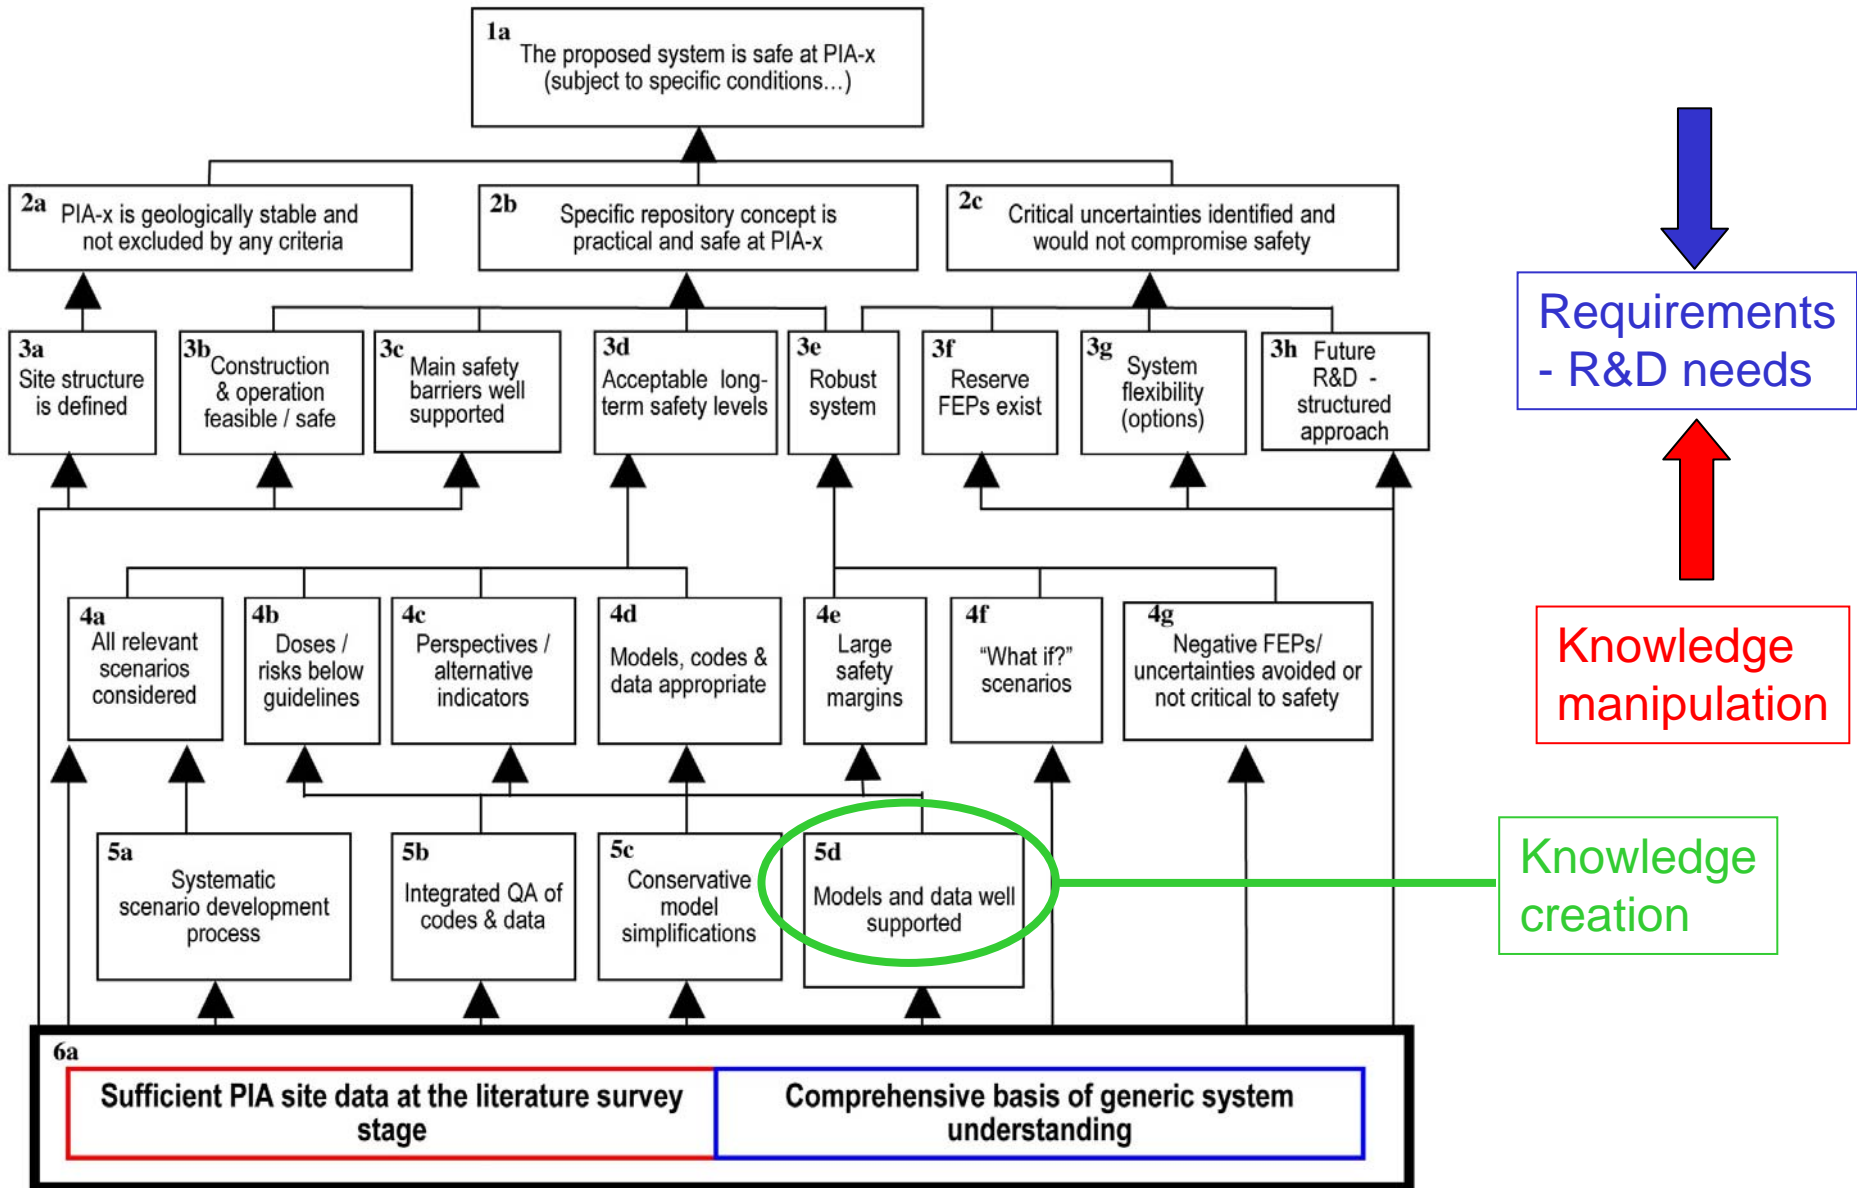 1a
The proposed system is safe at PIA-x
(subject to specific conditions…)
2a
PIA-x is geologically stable and
not excluded by any criteria
2b
Specific repository concept is
practical and safe at PIA-x
2c
Critical uncertainties identified and
would not compromise safety
3a
Site structure
is defined
3b
Construction
& operation
feasible / safe
3c
Main safety
barriers well
supported
3d
Acceptable long-
term safety levels
3e
Robust
system
3f
Reserve
FEPs exist
3g
System
flexibility
(options)
3h Future
R&D -
structured
approach
Requirements
- R&D needs
4a
All relevant
scenarios
considered
4b
Doses /
risks below
guidelines
4c
Perspectives /
alternative
indicators
4d
Models, codes &
data appropriate
4e
Large
safety
margins
4f
“What if?”
scenarios
4g
Negative FEPs/
uncertainties avoided or
not critical to safety
Knowledge
manipulation
5a
Systematic
scenario development
process
5b
Integrated QA of
codes & data
5c
Conservative
model
simplifications
5d
Models and data well
supported
Knowledge
creation
6a
Sufficient PIA site data at the literature survey
stage
Comprehensive basis of generic system
understanding